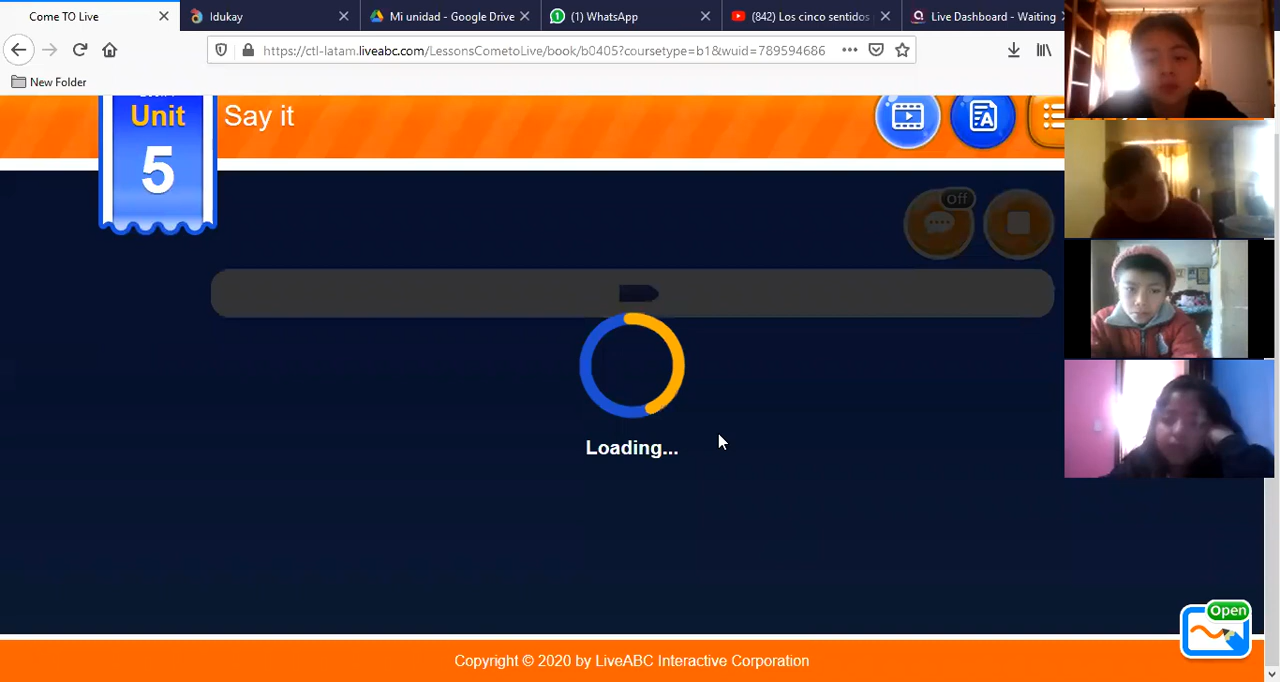 Come TO Live
Idukay
Mi unidad - Google Drive
(1) WhatsApp
(842) Los cinco sentidos
Live Dashboard - Waiting
https://ctl-latam.liveabc.com/LessonsCometoLive/book/b0405?coursetype=b1&wuid=789594686
New Folder
Unit
5
Say it
A
Off
Loading...
Open
Copyright © 2020 by LiveABC Interactive Corporation